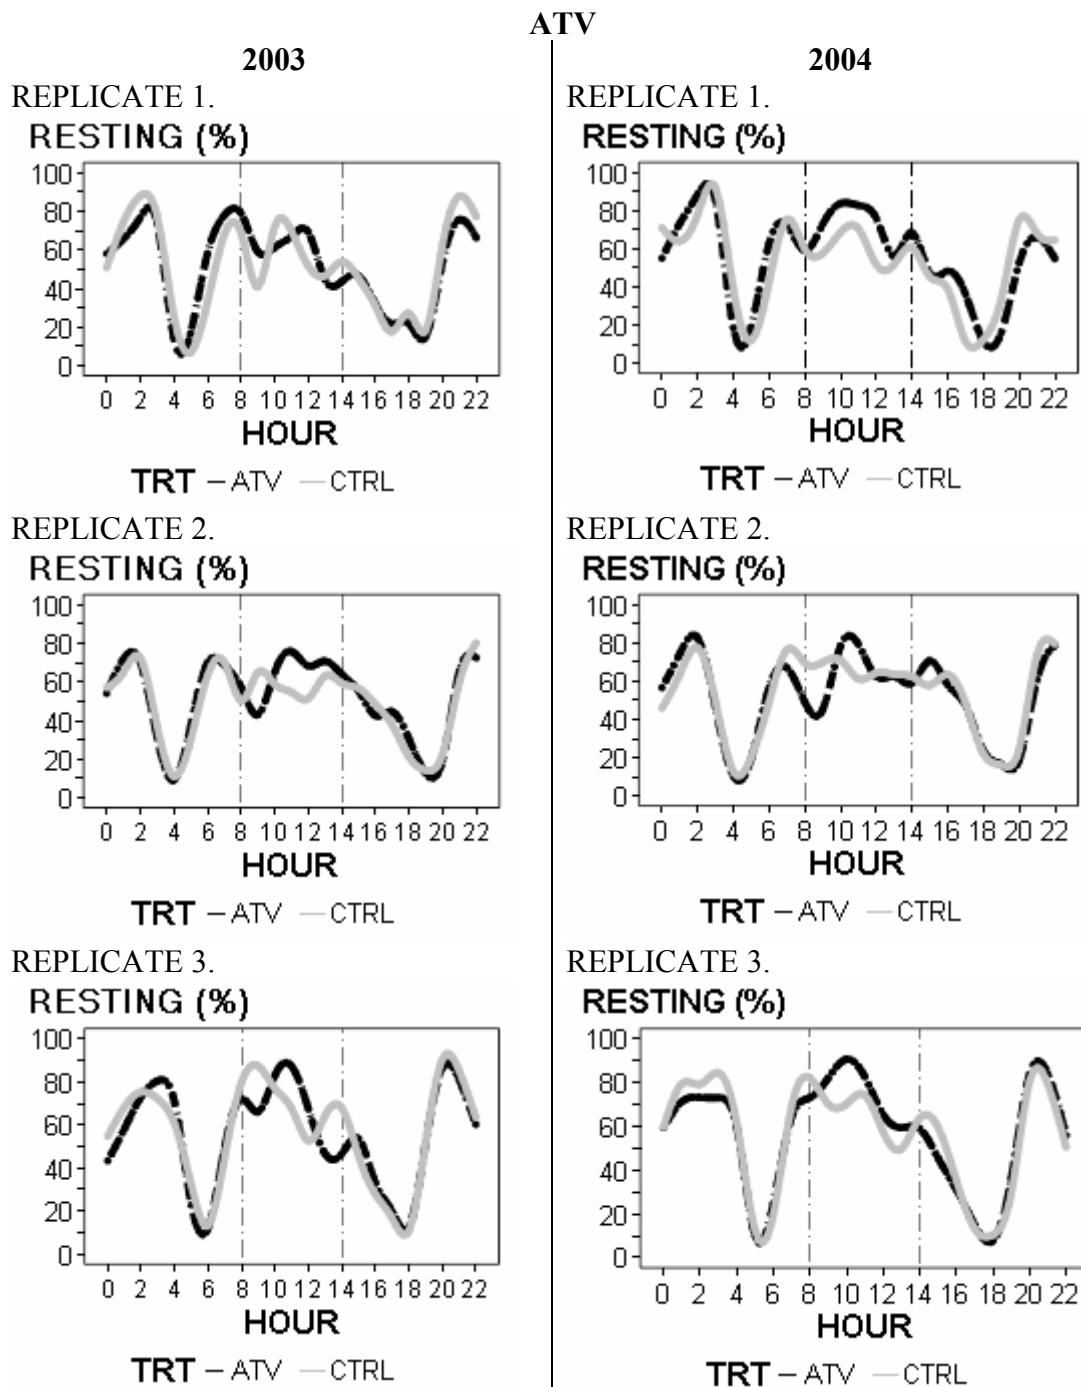 ATV
2003
REPLICATE 1.
RESTING (%)
100
80
60
40
20
0
0 2 4 6 8 10 12 14 16 18 20 22
HOUR
TRT ATV CTRL
REPLICATE 2.
RESTING (%)
100
80
60
40
20
0
0 2 4 6 8 10 12 14 16 18 20 22
HOUR
TRT ATV CTRL
REPLICATE 3.
RESTING (%)
100
80
60
40
20
0
0 2 4 6 8 10 12 14 16 18 20 22
HOUR
TRT ATV CTRL
2004
REPLICATE 1.
RESTING (%)
100
80
60
40
20
0
0 2 4 6 8 10 12 14 16 18 20 22
HOUR
TRT ATV CTRL
REPLICATE 2.
RESTING (%)
100
80
60
40
20
0
0 2 4 6 8 10 12 14 16 18 20 22
HOUR
TRT ATV CTRL
REPLICATE 3.
RESTING (%)
100
80
60
40
20
0
0 2 4 6 8 10 12 14 16 18 20 22
HOUR
TRT ATV CTRL